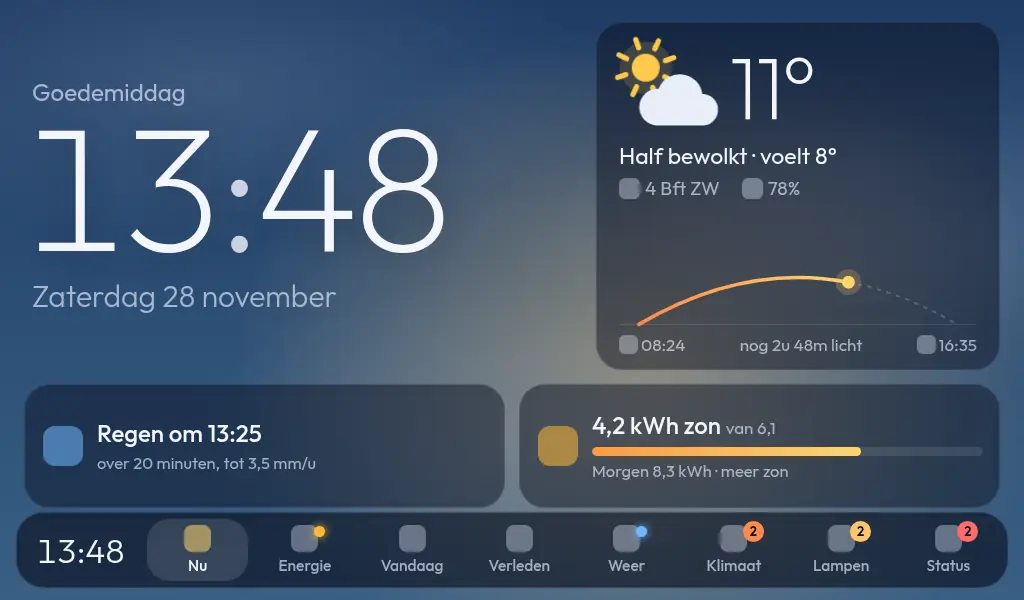 Goedemiddag
13:48
Zaterdag 28 november
11°
Half bewolkt · voelt 8°
4 Bft ZW
78%
08:24
nog 2u 48m licht
16:35
Regen om 13:25
over 20 minuten, tot 3,5 mm/u
4,2 kWh zon van 6,1
Morgen 8,3 kWh · meer zon
13:48
Nu
Energie
Vandaag
Verleden
Weer
2
Klimaat
2
Lampen
2
Status